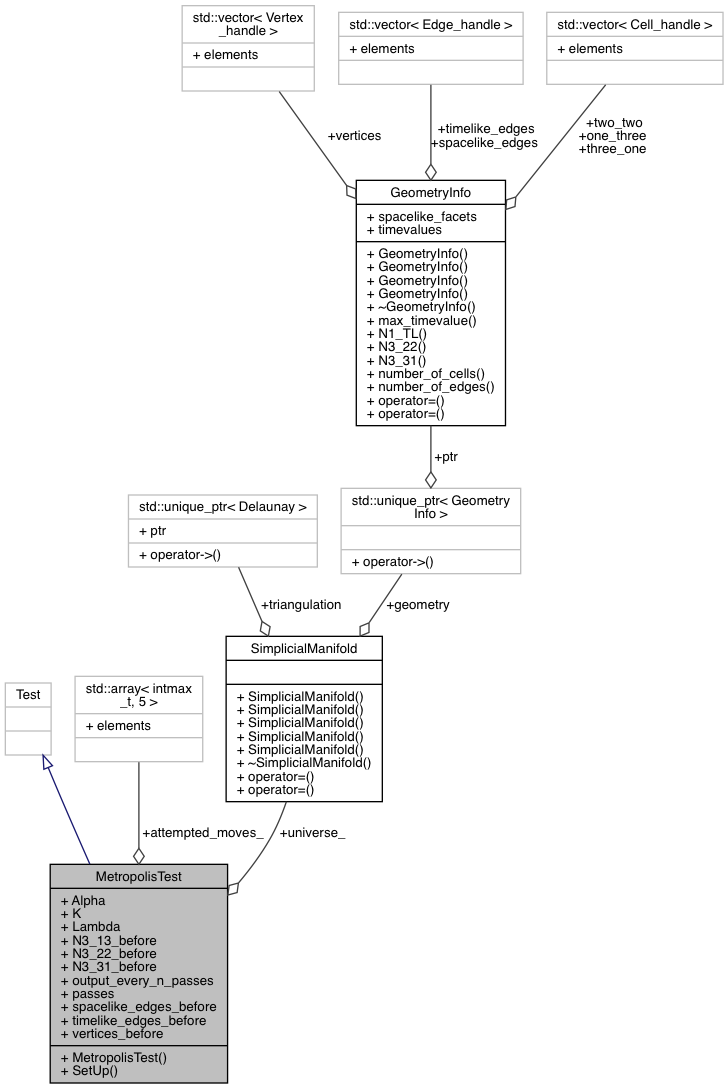 std::vector< Vertex
_handle >
+ elements
std::vector< Edge_handle >
+ elements
std::vector< Cell_handle >
+ elements
+vertices
+timelike_edges
+spacelike_edges
+two_two
+one_three
+three_one
GeometryInfo
+ spacelike_facets
+ timevalues
+ GeometryInfo()
+ GeometryInfo()
+ GeometryInfo()
+ GeometryInfo()
+ ~GeometryInfo()
+ max_timevalue()
+ N1_TL()
+ N3_22()
+ N3_31()
+ number_of_cells()
+ number_of_edges()
+ operator=()
+ operator=()
+ptr
std::unique_ptr< Delaunay >
+ ptr
+ operator->()
std::unique_ptr< Geometry
Info >
+ operator->()
+triangulation
+geometry
SimplicialManifold
+ SimplicialManifold()
+ SimplicialManifold()
+ SimplicialManifold()
+ SimplicialManifold()
+ SimplicialManifold()
+ ~SimplicialManifold()
+ operator=()
+ operator=()
Test
std::array< intmax
_t, 5 >
+ elements
+attempted_moves_
+universe_
MetropolisTest
+ Alpha
+ K
+ Lambda
+ N3_13_before
+ N3_22_before
+ N3_31_before
+ output_every_n_passes
+ passes
+ spacelike_edges_before
+ timelike_edges_before
+ vertices_before
+ MetropolisTest()
+ SetUp()